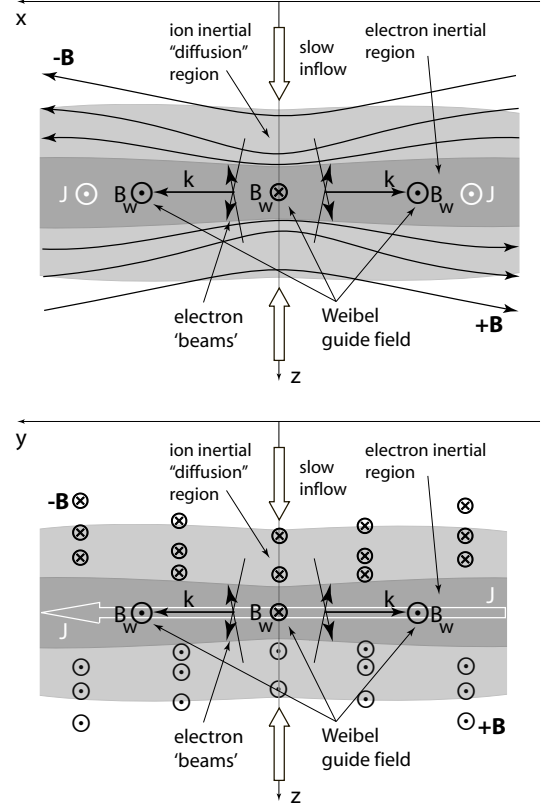 x
ion inertial
“diffusion”
region
slow
inflow
electron inertial
region
-B
J
B
w
k
B
w
k
B
w
J
electron
‘beams’
Weibel
guide field
+B
z
y
ion inertial
“diffusion”
region
slow
inflow
electron inertial
region
-B
J
B
w
k
B
w
k
B
w
J
electron
‘beams’
Weibel
guide field
+B
z